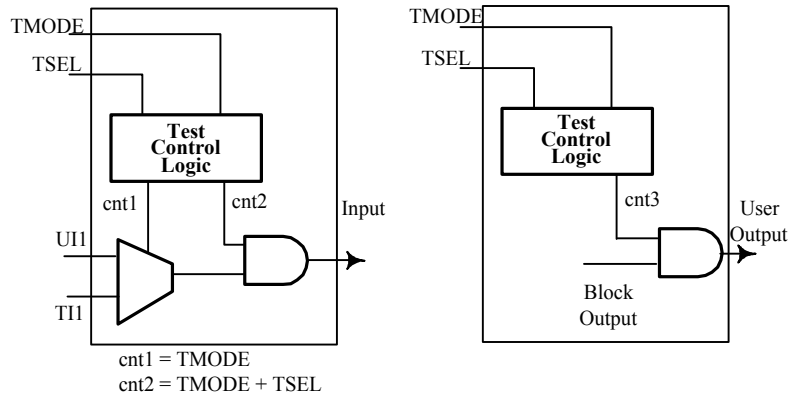 TMODE
TSEL
Test
Control
Logic
cnt1
cnt2
Input
UI1
TI1
cnt1 = TMODE
cnt2 = TMODE + TSEL
TMODE
TSEL
Test
Control
Logic
cnt3
User
Output
Block
Output